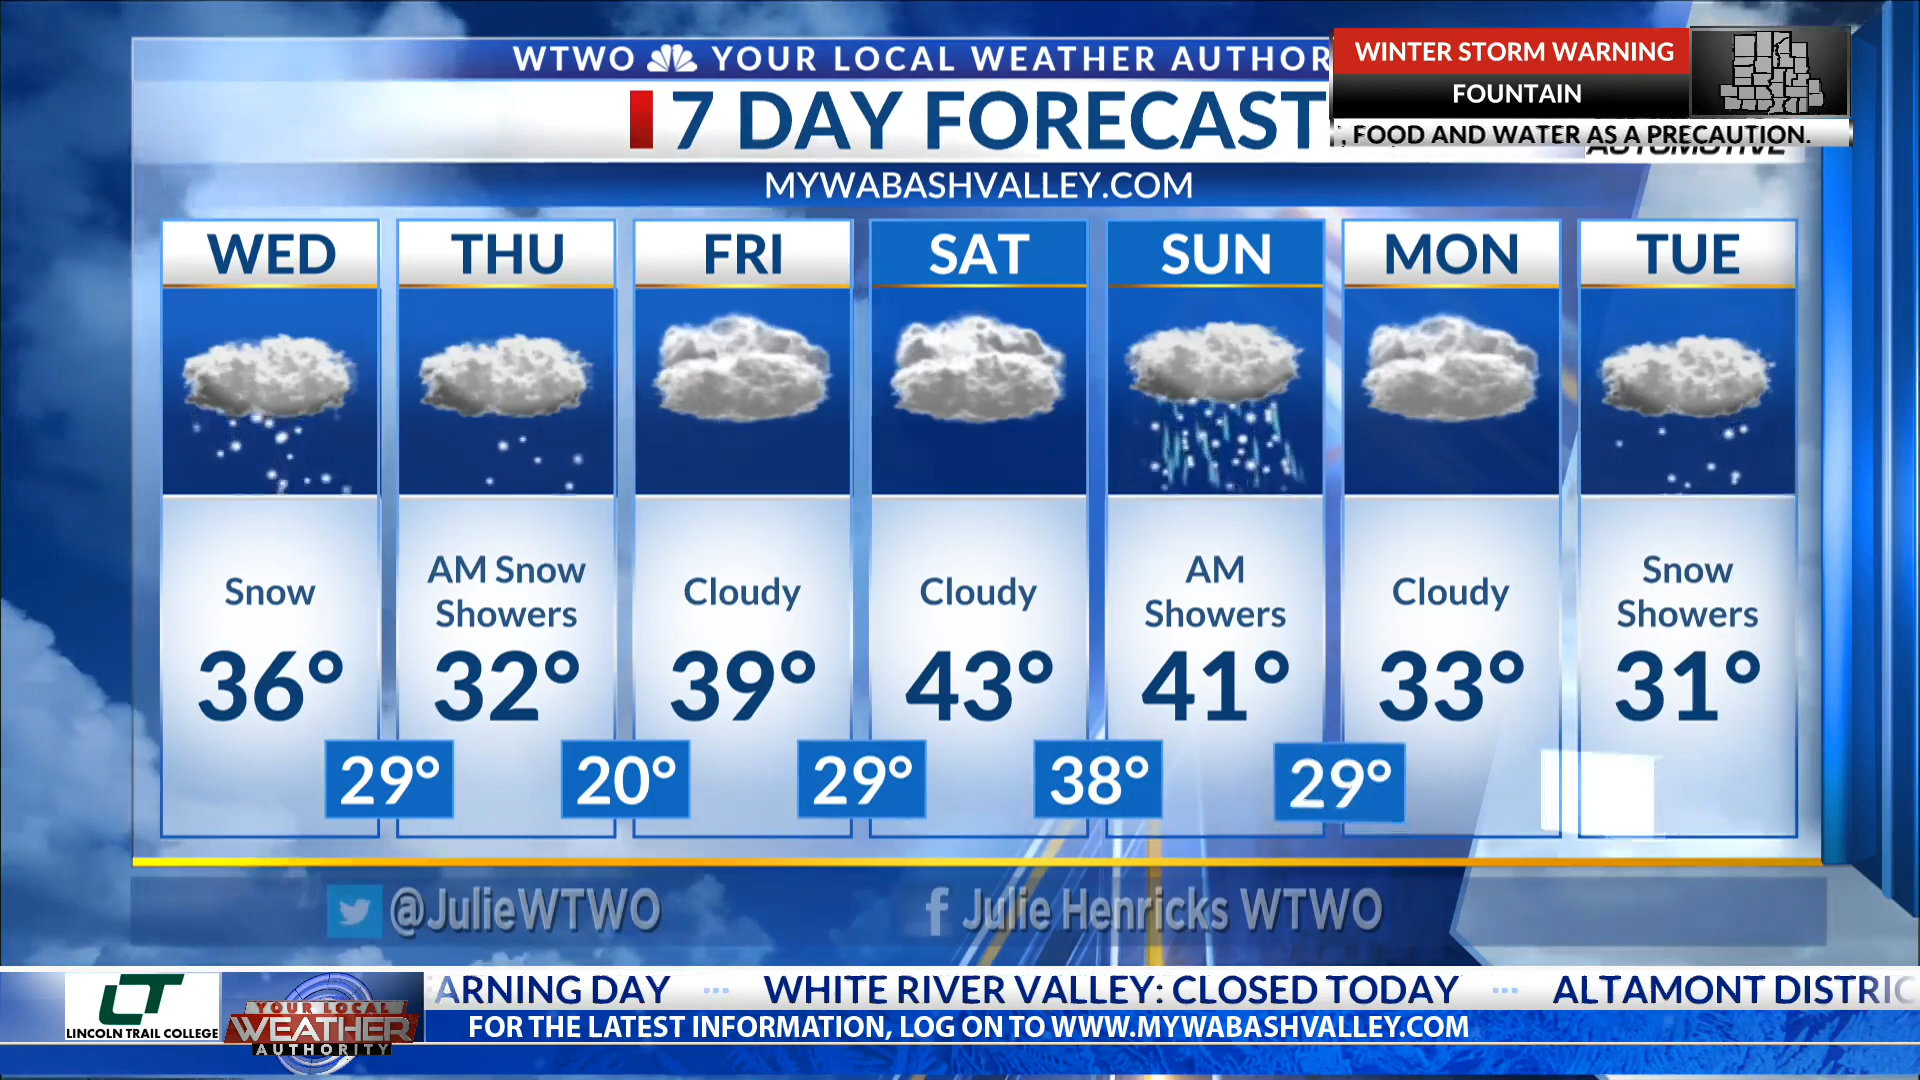 WTWO YOUR LOCAL WEATHER AUTHOR
7 DAY FORECAST
MYWABASHVALLEY.COM
WINTER STORM WARNING
FOUNTAIN
, FOOD AND WATER AS A PRECAUTION.
AUTOMOTIVE
WED
Snow
36°
29°
THU
AM Snow
Showers
32°
20°
FRI
Cloudy
39°
29°
SAT
Cloudy
43°
38°
SUN
AM
Showers
41°
29°
MON
Cloudy
33°
TUE
Snow
Showers
31°
@JulieWTWO
f Julie Henricks WTWO
LT
LINCOLN TRAIL COLLEGE
YOUR LOCAL
WEATHER
AUTHORITY
ARNING DAY ... WHITE RIVER VALLEY: CLOSED TODAY ... ALTAMONT DISTRIC
FOR THE LATEST INFORMATION, LOG ON TO WWW.MYWABASHVALLEY.COM